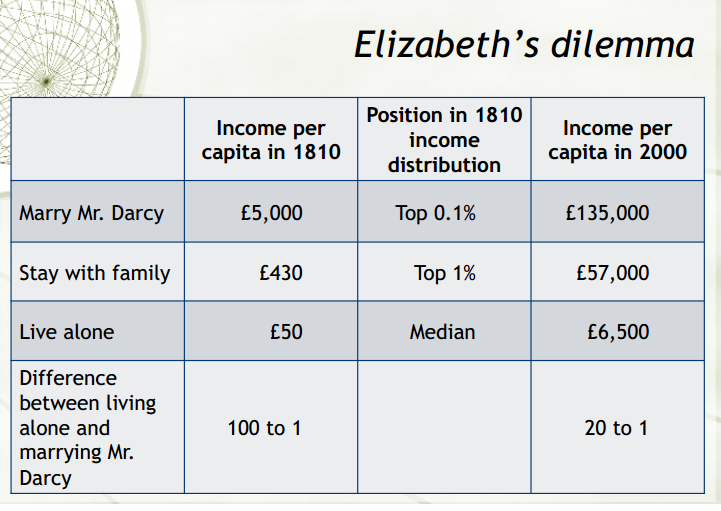 Elizabeth's dilemma
Income per
capita in 1810
Position in 1810
income
distribution
Income per
capita in 2000
Marry Mr. Darcy
£5,000
Top 0.1%
£135,000
Stay with family
£430
Top 1%
£57,000
Live alone
£50
Median
£6,500
Difference
between living
alone and
marrying Mr.
Darcy
100 to 1
20 to 1